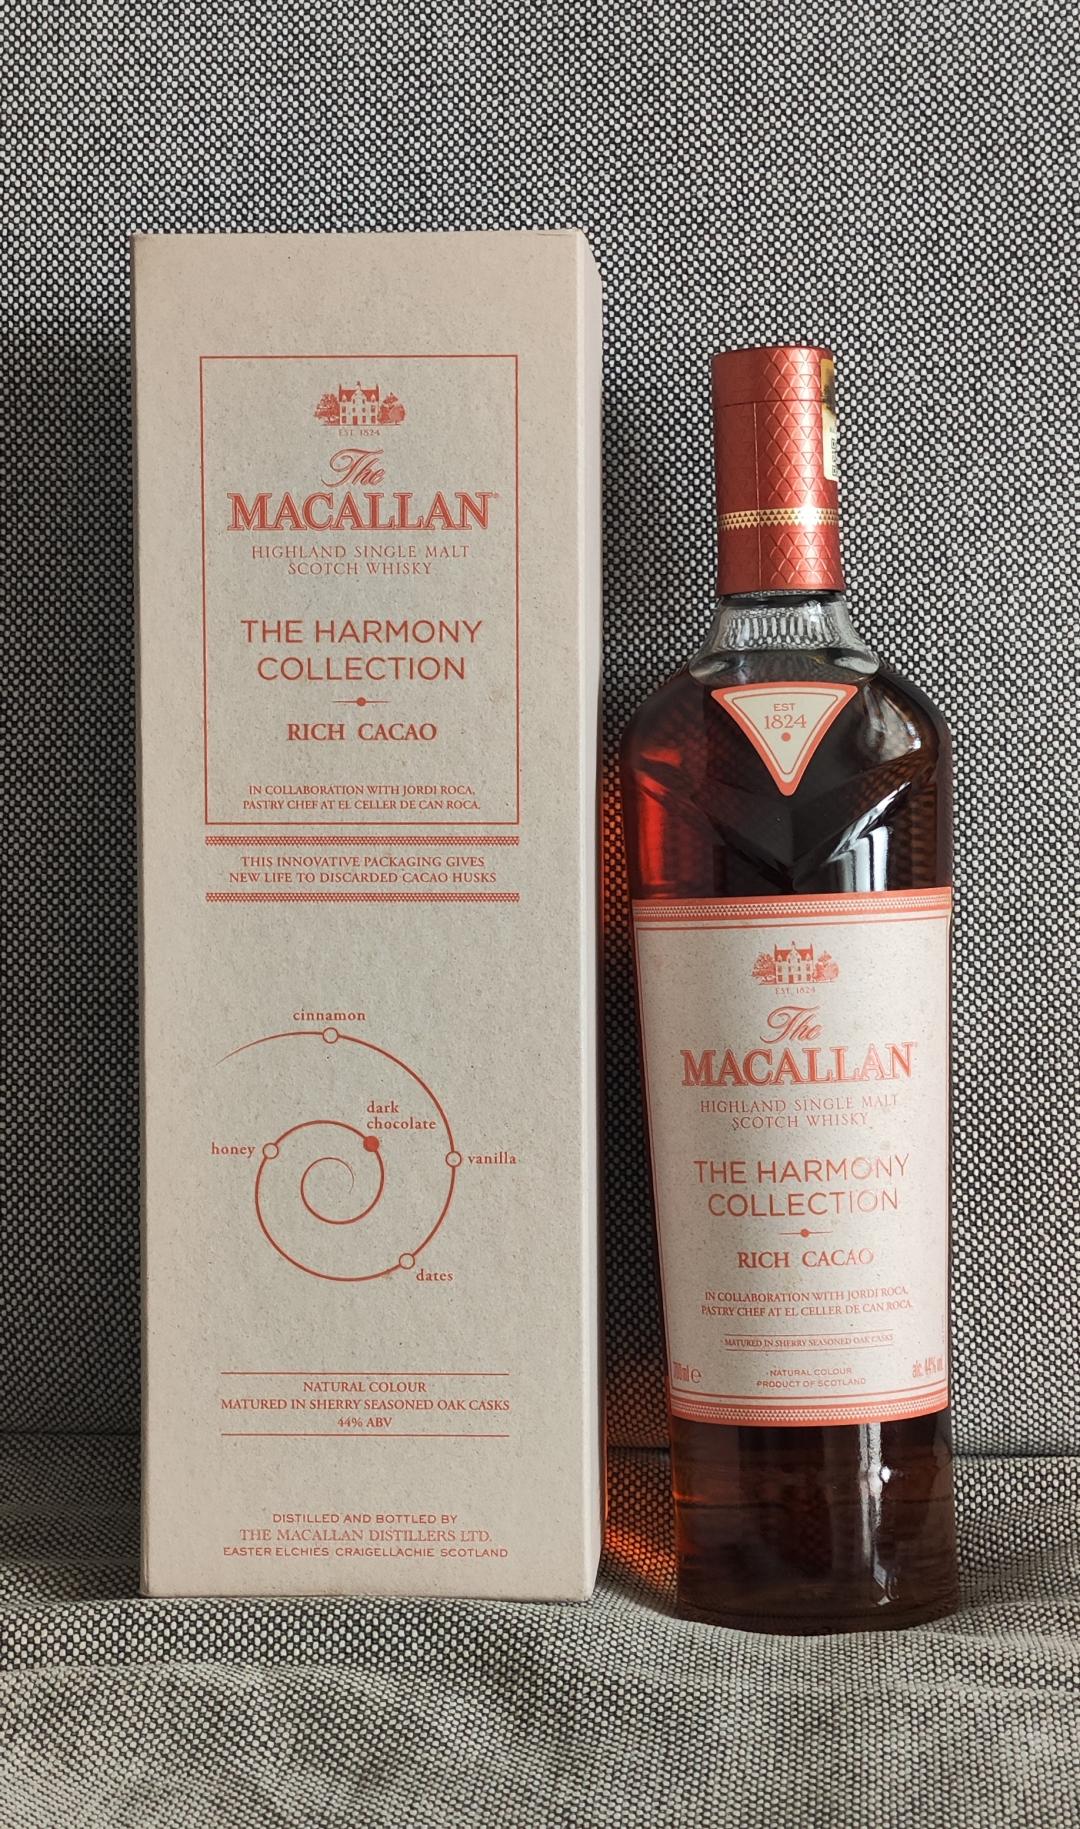 EST. 1824
The
MACALLAN
HIGHLAND SINGLE MALT
SCOTCH WHISKY
THE HARMONY
COLLECTION
RICH CACAO
IN COLLABORATION WITH JORDI ROCA,
PASTRY CHEF AT EL CELLER DE CAN ROCA.
THIS INNOVATIVE PACKAGING GIVES
NEW LIFE TO DISCARDED CACAO HUSKS
cinnamon
dark
chocolate
honey
vanilla
dates
NATURAL COLOUR
MATURED IN SHERRY SEASONED OAK CASKS
44% ABV
DISTILLED AND BOTTLED BY
THE MACALLAN DISTILLERS LTD.
EASTER ELCHIES CRAIGELLACHIE SCOTLAND
EST
1824
EST. 1824
The
MACALLAN
HIGHLAND SINGLE MALT
SCOTCH WHISKY
THE HARMONY
COLLECTION
RICH CACAO
IN COLLABORATION WITH JORDI ROCA,
PASTRY CHEF AT EL CELLER DE CAN ROCA.
MATURED IN SHERRY SEASONED OAK CASKS
700ml e
NATURAL COLOUR
PRODUCT OF SCOTLAND
alc. 44% vol.